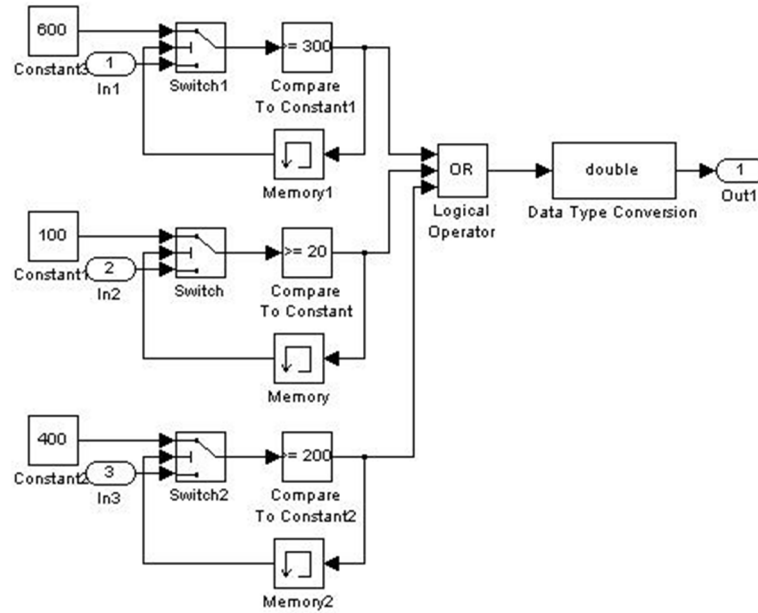 600
Constant3
1
In1
Switch1
>= 300
Compare
To Constant1
Memory1
OR
Logical
Operator
double
Data Type Conversion
1
Out1
100
Constant1
2
In2
Switch
>= 20
Compare
To Constant
Memory
400
Constant2
3
In3
Switch2
>= 200
Compare
To Constant2
Memory2